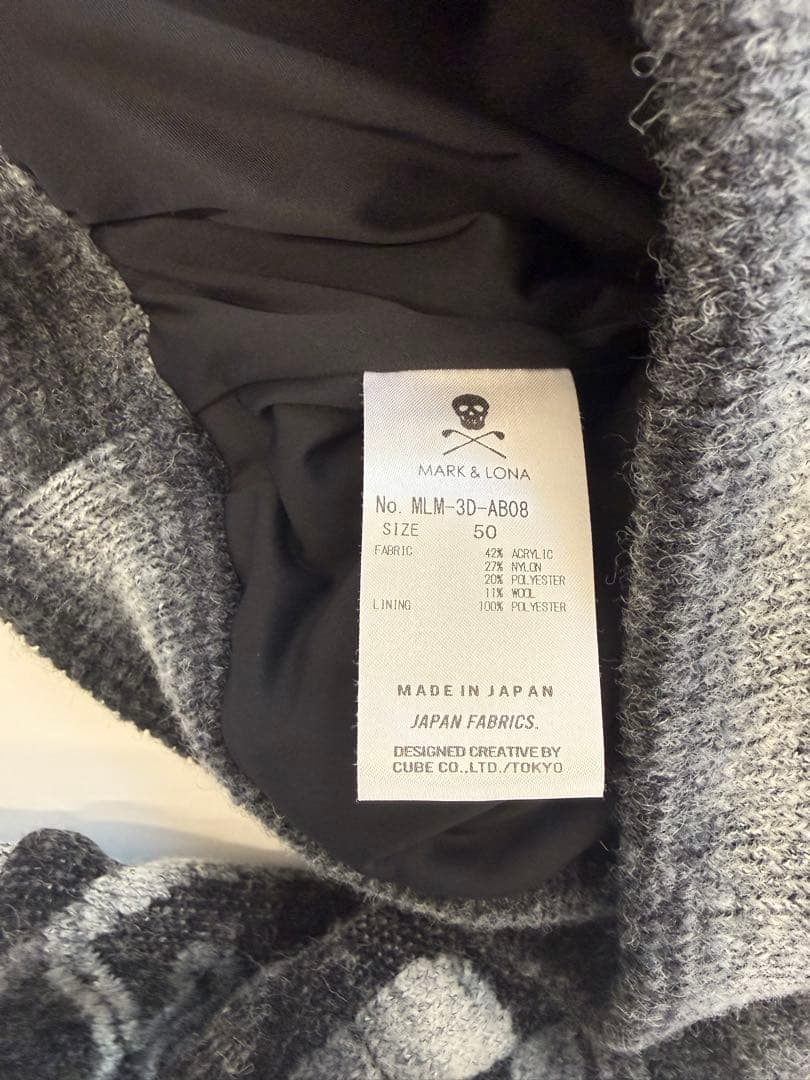 MARK & LONA
No. MLM-3D-AB08
SIZE 50
FABRIC 42% ACRYLIC
27% NYLON
20% POLYESTER
11% WOOL
LINING 100% POLYESTER
MADE IN JAPAN
JAPAN FABRICS.
DESIGNED CREATIVE BY
CUBE CO.,LTD./TOKYO